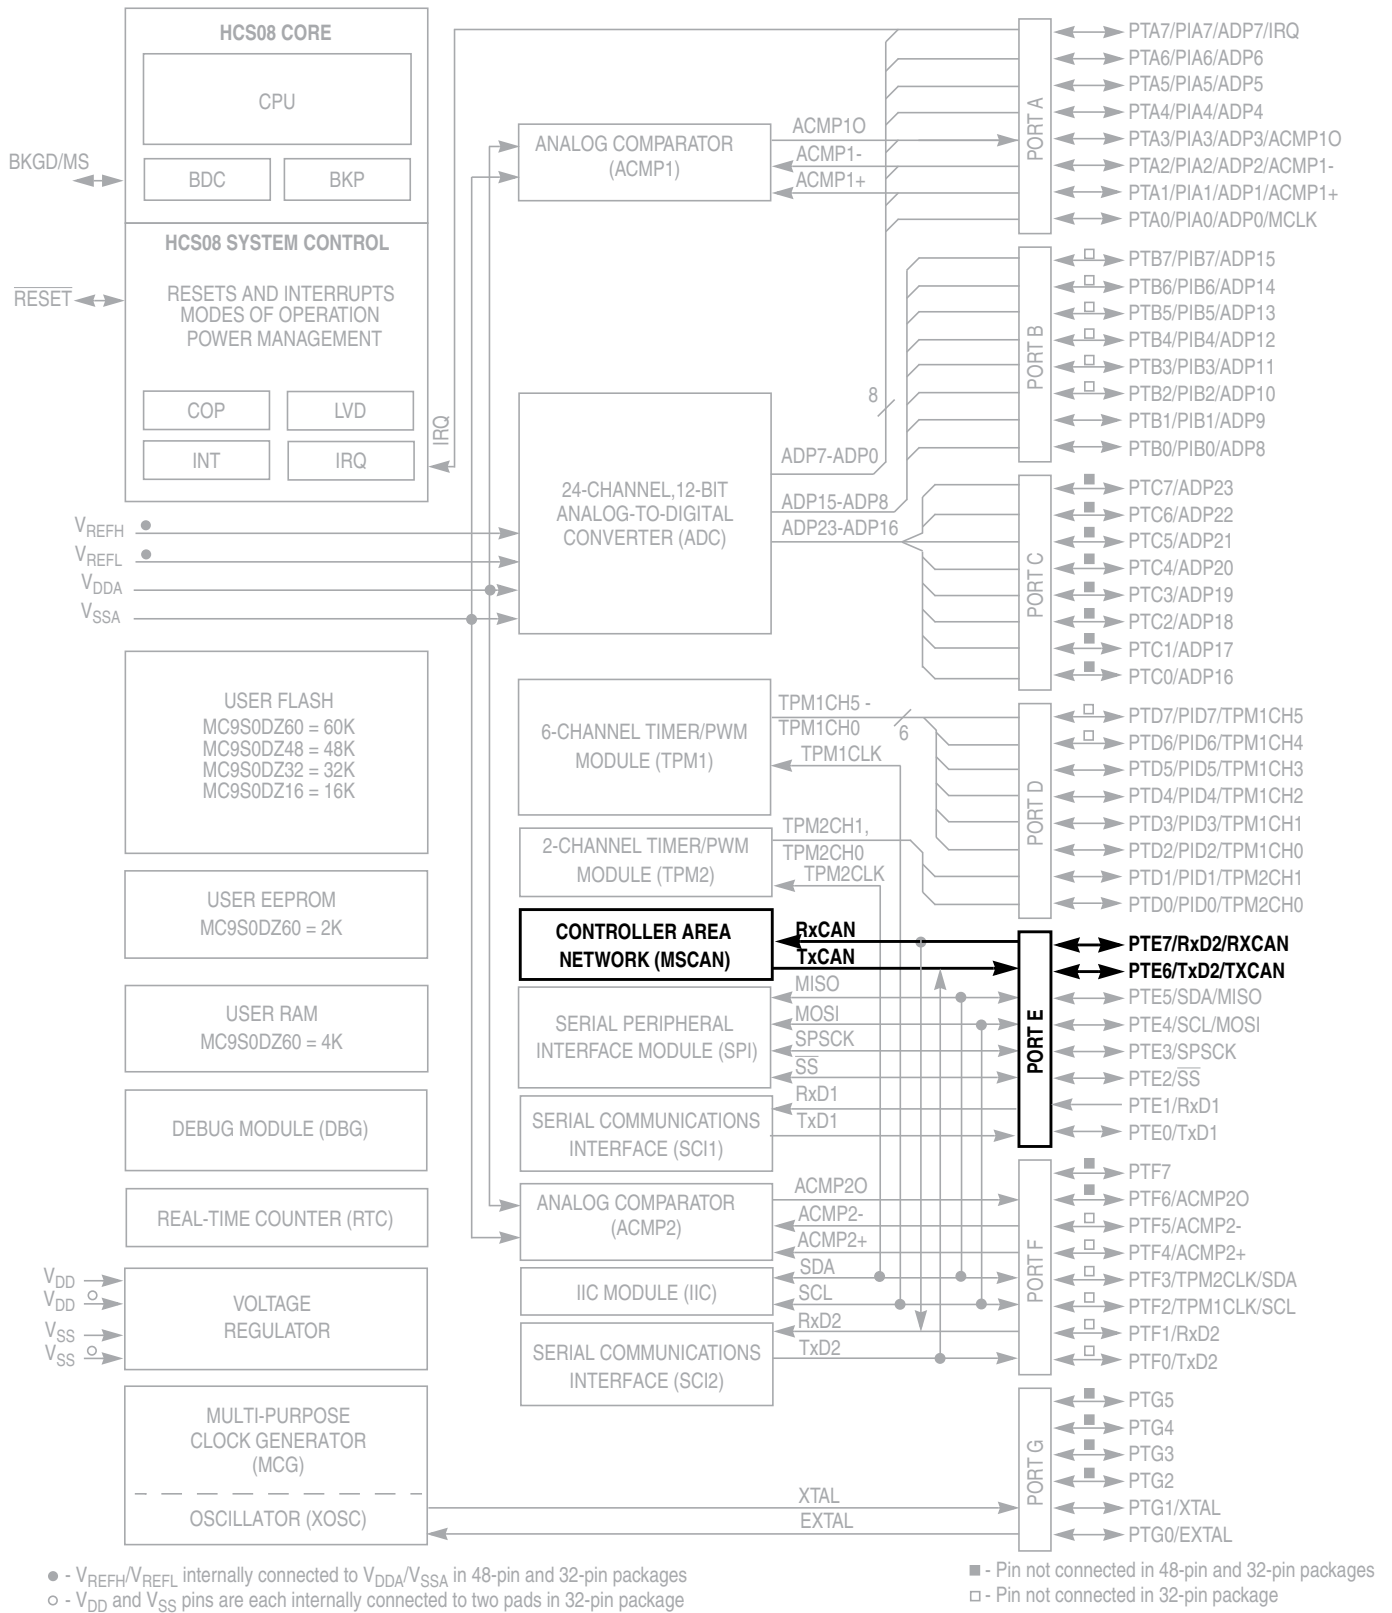 HCS08 CORE
CPU
BDC
BKP
BKGD/MS
HCS08 SYSTEM CONTROL
RESETS AND INTERRUPTS
MODES OF OPERATION
POWER MANAGEMENT
RESET
COP
LVD
INT
IRQ
IRQ
VREFH
VREFL
VDDA
VSSA
USER FLASH
MC9S0DZ60 = 60K
MC9S0DZ48 = 48K
MC9S0DZ32 = 32K
MC9S0DZ16 = 16K
USER EEPROM
MC9S0DZ60 = 2K
USER RAM
MC9S0DZ60 = 4K
DEBUG MODULE (DBG)
REAL-TIME COUNTER (RTC)
VDD
VDD
VSS
VSS
VOLTAGE
REGULATOR
MULTI-PURPOSE
CLOCK GENERATOR
(MCG)
OSCILLATOR (XOSC)
ANALOG COMPARATOR
(ACMP1)
ACMP1O
ACMP1-
ACMP1+
24-CHANNEL,12-BIT
ANALOG-TO-DIGITAL
CONVERTER (ADC)
8
ADP7-ADP0
ADP15-ADP8
ADP23-ADP16
6-CHANNEL TIMER/PWM
MODULE (TPM1)
TPM1CH5 -
TPM1CH0
6
TPM1CLK
2-CHANNEL TIMER/PWM
MODULE (TPM2)
TPM2CH1,
TPM2CH0
TPM2CLK
CONTROLLER AREA
NETWORK (MSCAN)
RxCAN
TxCAN
SERIAL PERIPHERAL
INTERFACE MODULE (SPI)
MISO
MOSI
SPSCK
SS
SERIAL COMMUNICATIONS
INTERFACE (SCI1)
RxD1
TxD1
ANALOG COMPARATOR
(ACMP2)
ACMP2O
ACMP2-
ACMP2+
IIC MODULE (IIC)
SDA
SCL
SERIAL COMMUNICATIONS
INTERFACE (SCI2)
RxD2
TxD2
XTAL
EXTAL
PORT A
PTA7/PIA7/ADP7/IRQ
PTA6/PIA6/ADP6
PTA5/PIA5/ADP5
PTA4/PIA4/ADP4
PTA3/PIA3/ADP3/ACMP1O
PTA2/PIA2/ADP2/ACMP1-
PTA1/PIA1/ADP1/ACMP1+
PTA0/PIA0/ADP0/MCLK
PORT B
PTB7/PIB7/ADP15
PTB6/PIB6/ADP14
PTB5/PIB5/ADP13
PTB4/PIB4/ADP12
PTB3/PIB3/ADP11
PTB2/PIB2/ADP10
PTB1/PIB1/ADP9
PTB0/PIB0/ADP8
PORT C
PTC7/ADP23
PTC6/ADP22
PTC5/ADP21
PTC4/ADP20
PTC3/ADP19
PTC2/ADP18
PTC1/ADP17
PTC0/ADP16
PORT D
PTD7/PID7/TPM1CH5
PTD6/PID6/TPM1CH4
PTD5/PID5/TPM1CH3
PTD4/PID4/TPM1CH2
PTD3/PID3/TPM1CH1
PTD2/PID2/TPM1CH0
PTD1/PID1/TPM2CH1
PTD0/PID0/TPM2CH0
PORT E
PTE7/RxD2/RXCAN
PTE6/TxD2/TXCAN
PTE5/SDA/MISO
PTE4/SCL/MOSI
PTE3/SPSCK
PTE2/SS
PTE1/RxD1
PTE0/TxD1
PORT F
PTF7
PTF6/ACMP2O
PTF5/ACMP2-
PTF4/ACMP2+
PTF3/TPM2CLK/SDA
PTF2/TPM1CLK/SCL
PTF1/RxD2
PTF0/TxD2
PORT G
PTG5
PTG4
PTG3
PTG2
PTG1/XTAL
PTG0/EXTAL
● - VREFH/VREFL internally connected to VDDA/VSSA in 48-pin and 32-pin packages
○ - VDD and VSS pins are each internally connected to two pads in 32-pin package
■ - Pin not connected in 48-pin and 32-pin packages
□ - Pin not connected in 32-pin package